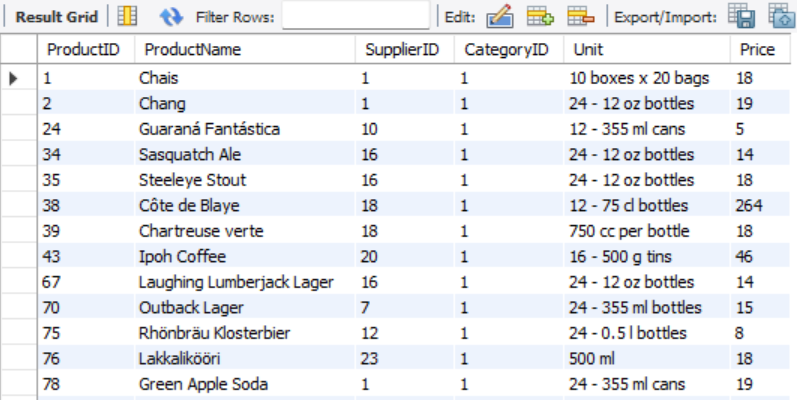 Result Grid Filter Rows: Edit: Export/Import:
ProductID ProductName SupplierID CategoryID Unit Price
1 Chais 1 1 10 boxes x 20 bags 18
2 Chang 1 1 24 - 12 oz bottles 19
24 Guaraná Fantástica 10 1 12 - 355 ml cans 5
34 Sasquatch Ale 16 1 24 - 12 oz bottles 14
35 Steeleye Stout 16 1 24 - 12 oz bottles 18
38 Côte de Blaye 18 1 12 - 75 cl bottles 264
39 Chartreuse verte 18 1 750 cc per bottle 18
43 Ipoh Coffee 20 1 16 - 500 g tins 46
67 Laughing Lumberjack Lager 16 1 24 - 12 oz bottles 14
70 Outback Lager 7 1 24 - 355 ml bottles 15
75 Rhönbräu Klosterbier 12 1 24 - 0.5 l bottles 8
76 Lakkalikööri 23 1 500 ml 18
78 Green Apple Soda 1 1 24 - 355 ml cans 19